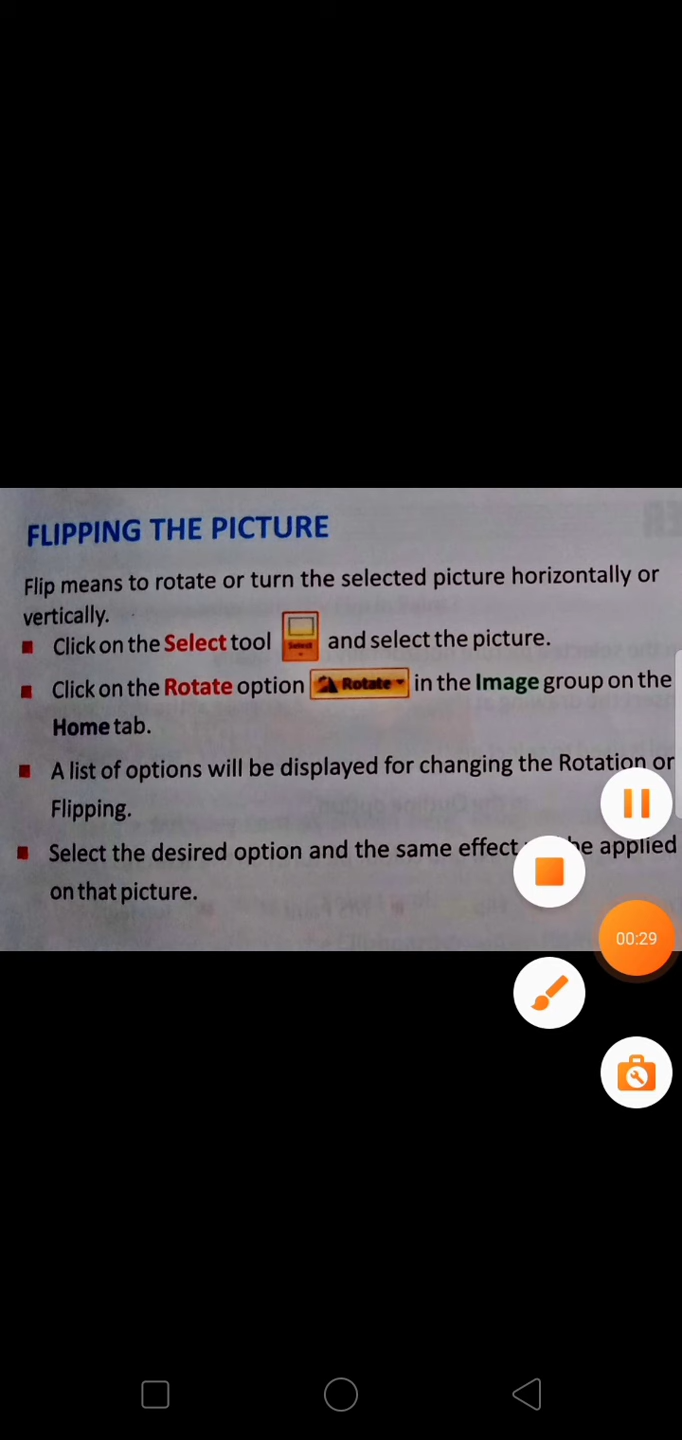 FLIPPING THE PICTURE
Flip means to rotate or turn the selected picture horizontally or
vertically.
Click on the Select tool Select and select the picture.
Click on the Rotate option Rotate in the Image group on the
Home tab.
A list of options will be displayed for changing the Rotation or
Flipping.
Select the desired option and the same effect be applied
on that picture.
00:29